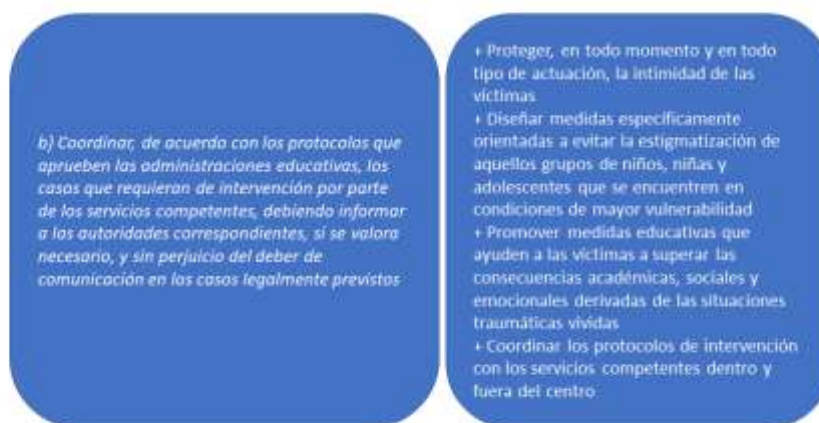 b) Coordinar, de acuerdo con los protocolos que
aprueben las administraciones educativas, los
casos que requieran de intervención por parte
de los servicios competentes, debiendo informar
a las autoridades correspondientes, si se valora
necesario, y sin perjuicio del deber de
comunicación en los casos legalmente previstos
+ Proteger, en todo momento y en todo
tipo de actuación, la intimidad de las
víctimas
+ Diseñar medidas específicamente
orientadas a evitar la estigmatización de
aquellos grupos de niños, niñas y
adolescentes que se encuentren en
condiciones de mayor vulnerabilidad
+ Promover medidas educativas que
ayuden a las víctimas a superar las
consecuencias académicas, sociales y
emocionales derivadas de las situaciones
traumáticas vividas
+ Coordinar los protocolos de intervención
con los servicios competentes dentro y
fuera del centro